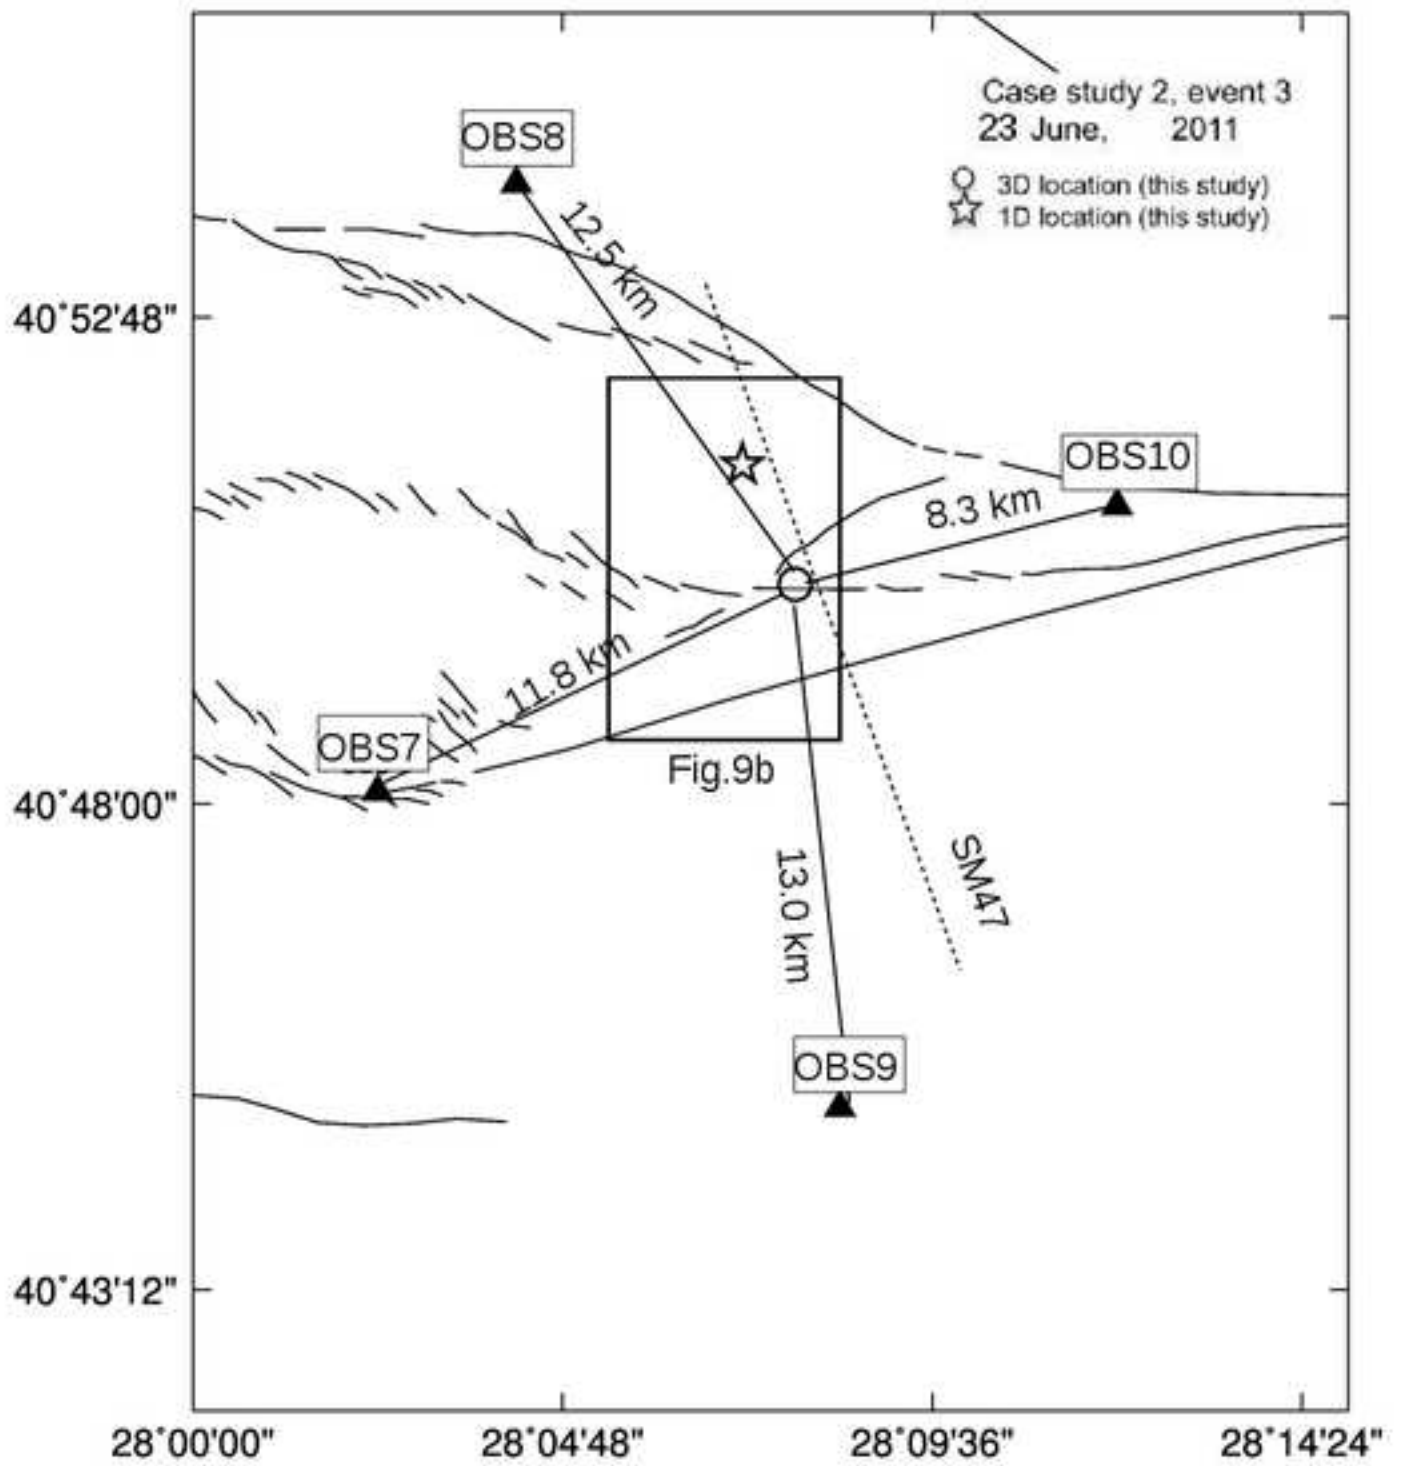 Case study 2, event 3
23 June, 2011
3D location (this study)
1D location (this study)
OBS8
12.5 km
40°52'48"
OBS10
8.3 km
11.8 km
OBS7
Fig.9b
40°48'00"
SM47
13.0 km
OBS9
40°43'12"
28°00'00" 28°04'48" 28°09'36" 28°14'24"